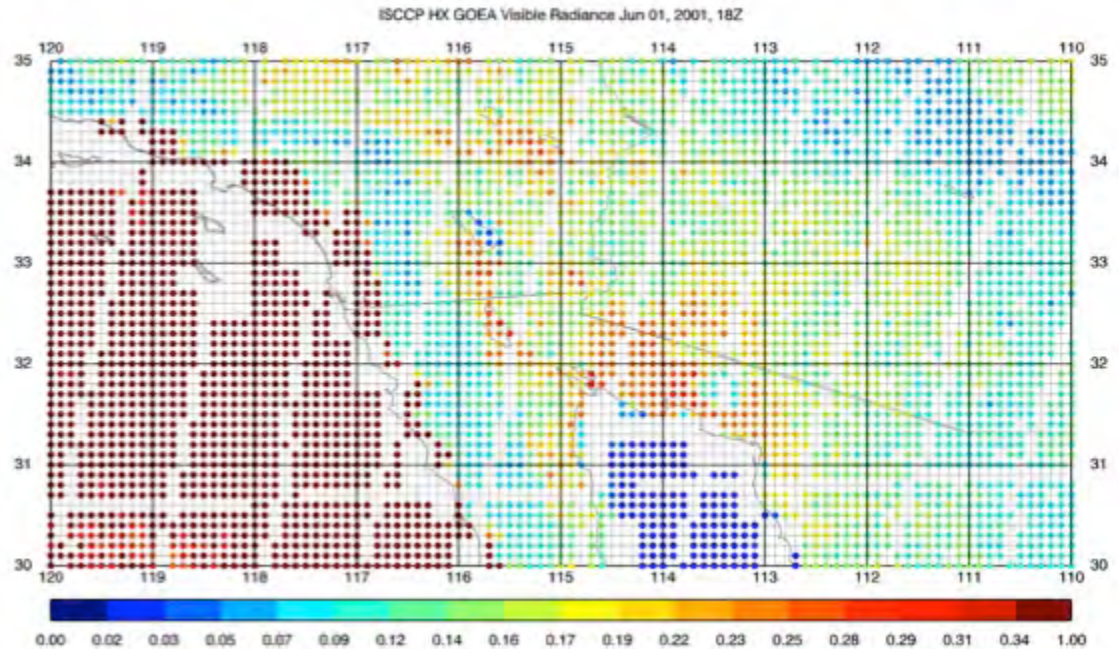 ISCCP HX GOEA Visible Radiance Jun 01, 2001, 18Z
120 119 118 117 116 115 114 113 112 111 110
35 35
34 34
33 33
32 32
31 31
30 30
120 119 118 117 116 115 114 113 112 111 110
0.00 0.02 0.03 0.05 0.07 0.09 0.12 0.14 0.16 0.17 0.19 0.22 0.23 0.25 0.28 0.29 0.31 0.34 1.00